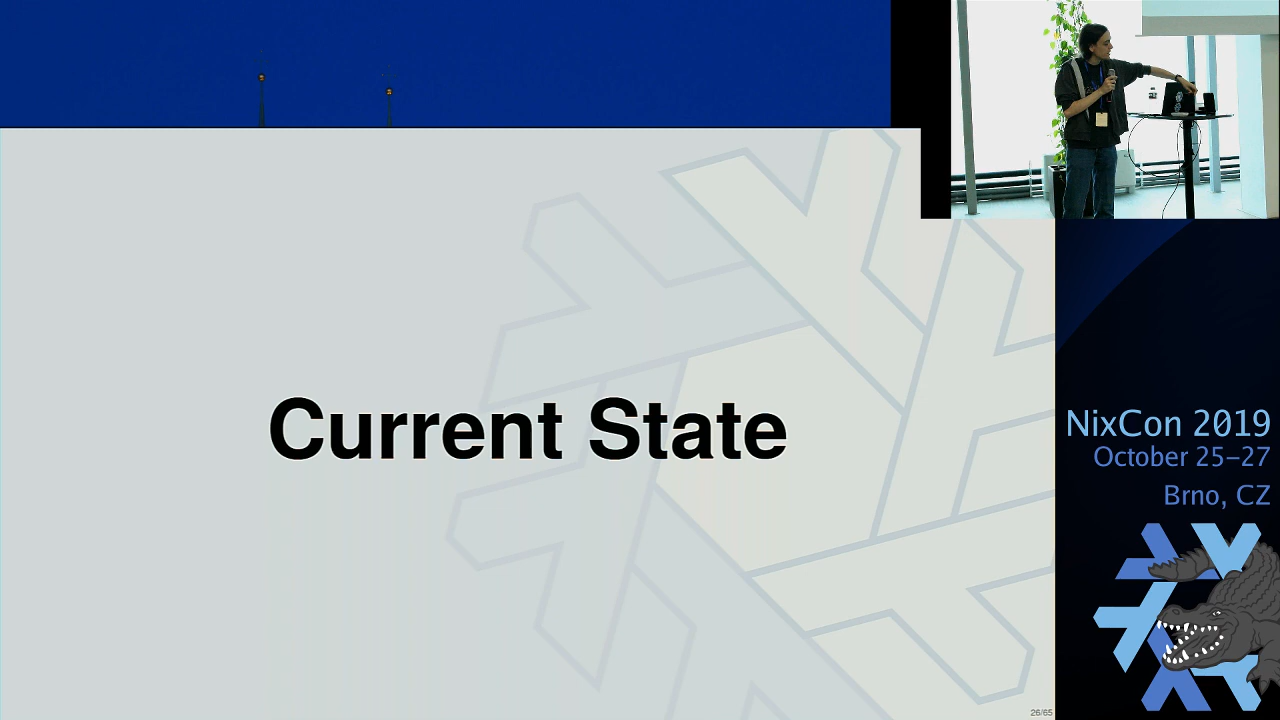 Current State
26/65
NixCon 2019
October 25–27
Brno, CZ